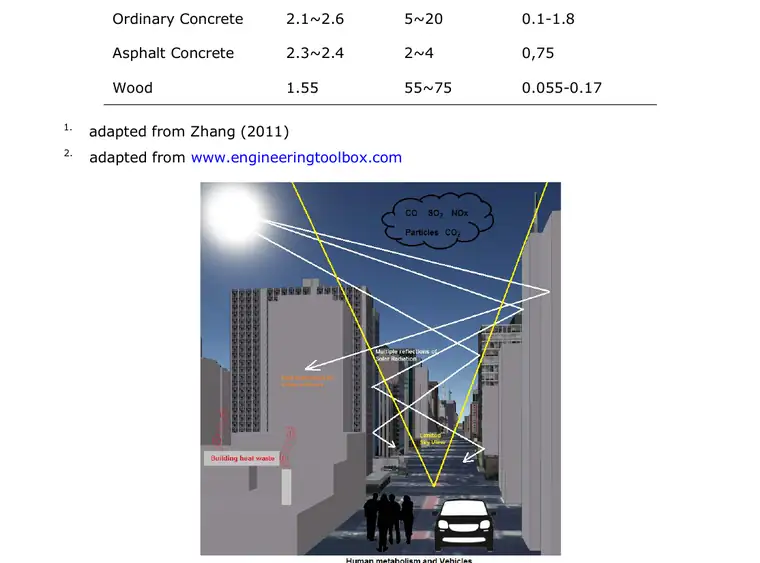 Ordinary Concrete 2.1~2.6 5~20 0.1-1.8
Asphalt Concrete 2.3~2.4 2~4 0,75
Wood 1.55 55~75 0.055-0.17
1. adapted from Zhang (2011)
2. adapted from www.engineeringtoolbox.com
CO SO2 NOx
Particles CO2
Multiple reflections of
Solar Radiation
Limited
Sky View
Building heat waste
Human metabolism and Vehicles